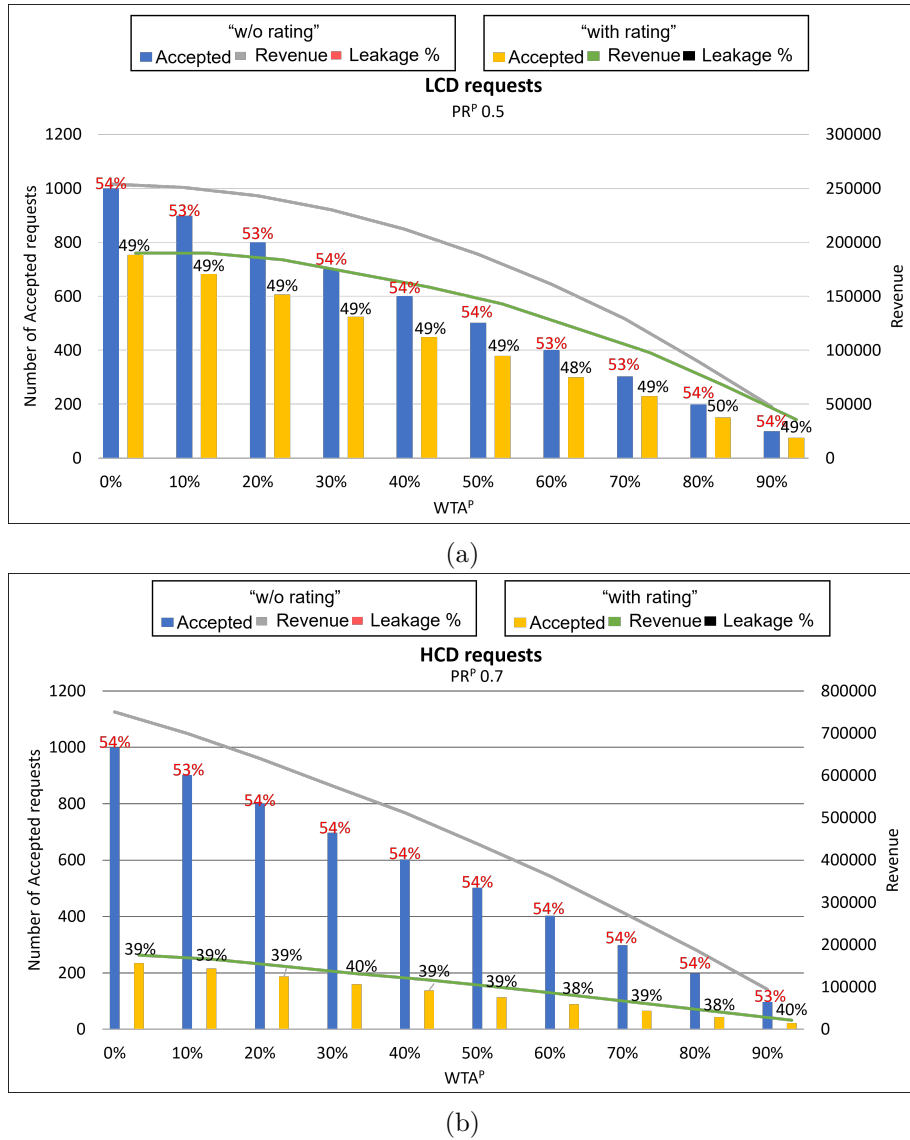 “w/o rating” “with rating”
Accepted Revenue Leakage % Accepted Revenue Leakage %
LCD requests
PRᴾ 0.5
Number of Accepted requests
Revenue
1200 300000
1000 250000
800 200000
600 150000
400 100000
200 50000
0 0
54% 53% 53% 54% 54% 54% 53% 53% 54% 54%
49% 49% 49% 49% 49% 49% 48% 49% 50% 49%
0% 10% 20% 30% 40% 50% 60% 70% 80% 90%
WTAᴾ
(a)
“w/o rating” “with rating”
Accepted Revenue Leakage % Accepted Revenue Leakage %
HCD requests
PRᴾ 0.7
Number of Accepted requests
Revenue
1200 800000
700000
1000 600000
800 500000
600 400000
300000
400 200000
200 100000
0 0
54% 53% 54% 54% 54% 54% 54% 54% 54% 53%
39% 39% 39% 40% 39% 39% 38% 39% 38% 40%
0% 10% 20% 30% 40% 50% 60% 70% 80% 90%
WTAᴾ
(b)